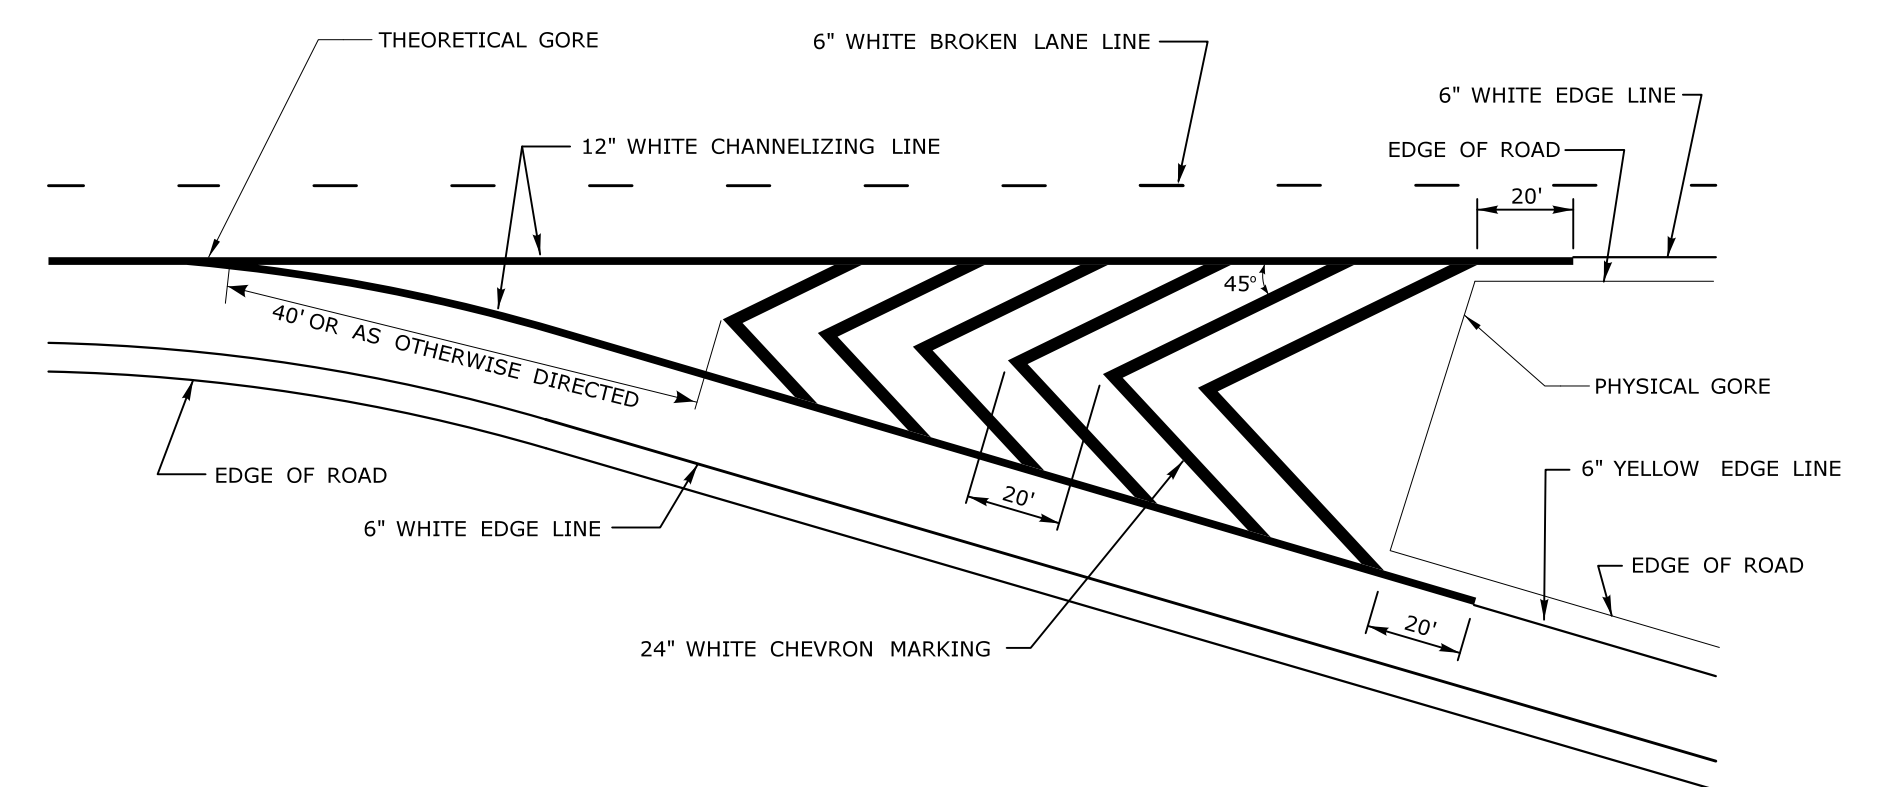 THEORETICAL GORE
6" WHITE BROKEN LANE LINE
6" WHITE EDGE LINE
12" WHITE CHANNELIZING LINE
EDGE OF ROAD
20'
45°
40' OR AS OTHERWISE DIRECTED
PHYSICAL GORE
EDGE OF ROAD
6" YELLOW EDGE LINE
20'
6" WHITE EDGE LINE
EDGE OF ROAD
20'
24" WHITE CHEVRON MARKING